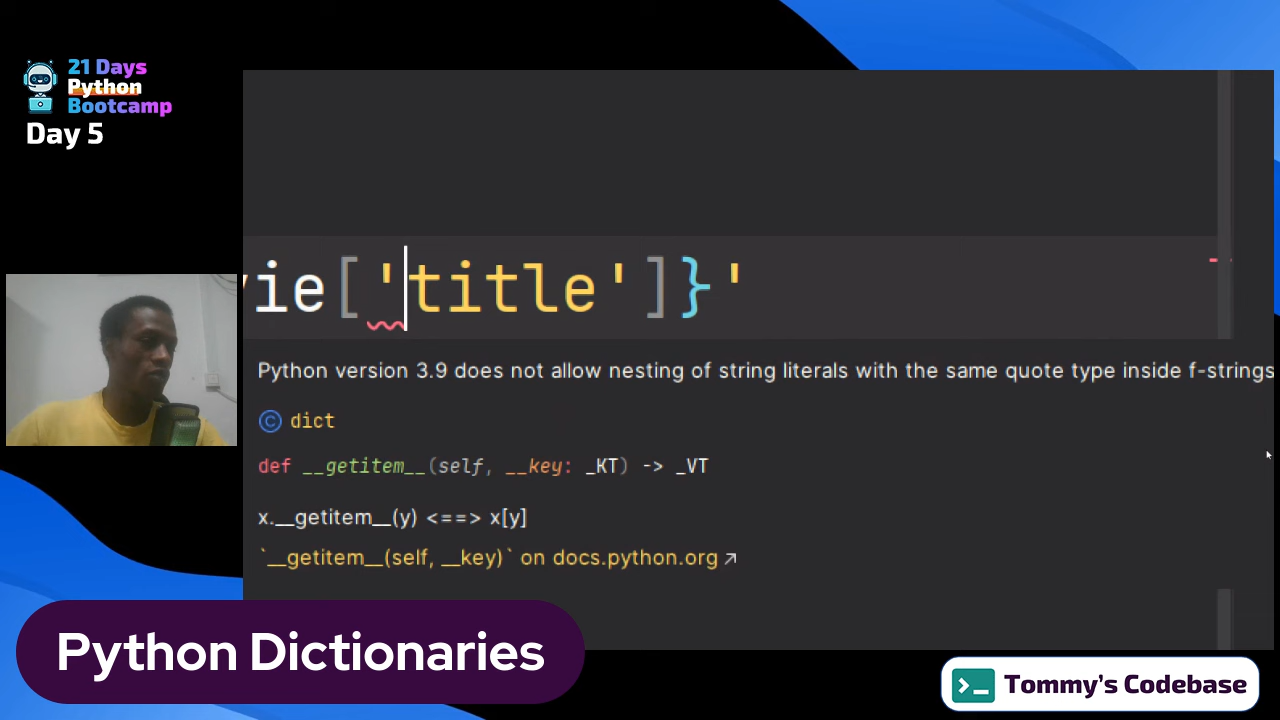 21 Days
Python
Bootcamp
Day 5
ie['title']}'
Python version 3.9 does not allow nesting of string literals with the same quote type inside f-strings
© dict
def __getitem__(self, __key: _KT) -> _VT
x.__getitem__(y) <==> x[y]
`__getitem__(self, __key)` on docs.python.org ↗
Python Dictionaries
>_ Tommy's Codebase